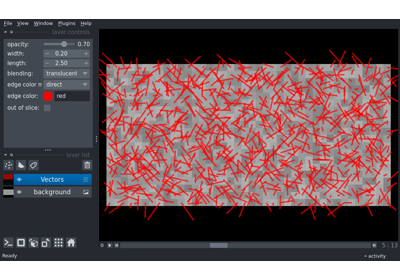 File View Window Plugins Help
layer controls
opacity: 0.70
width: 0.20
length: 2.50
blending: translucent
edge color m direct
edge color: red
out of slice:
layer list
Vectors
background
0 5 13
Ready activity